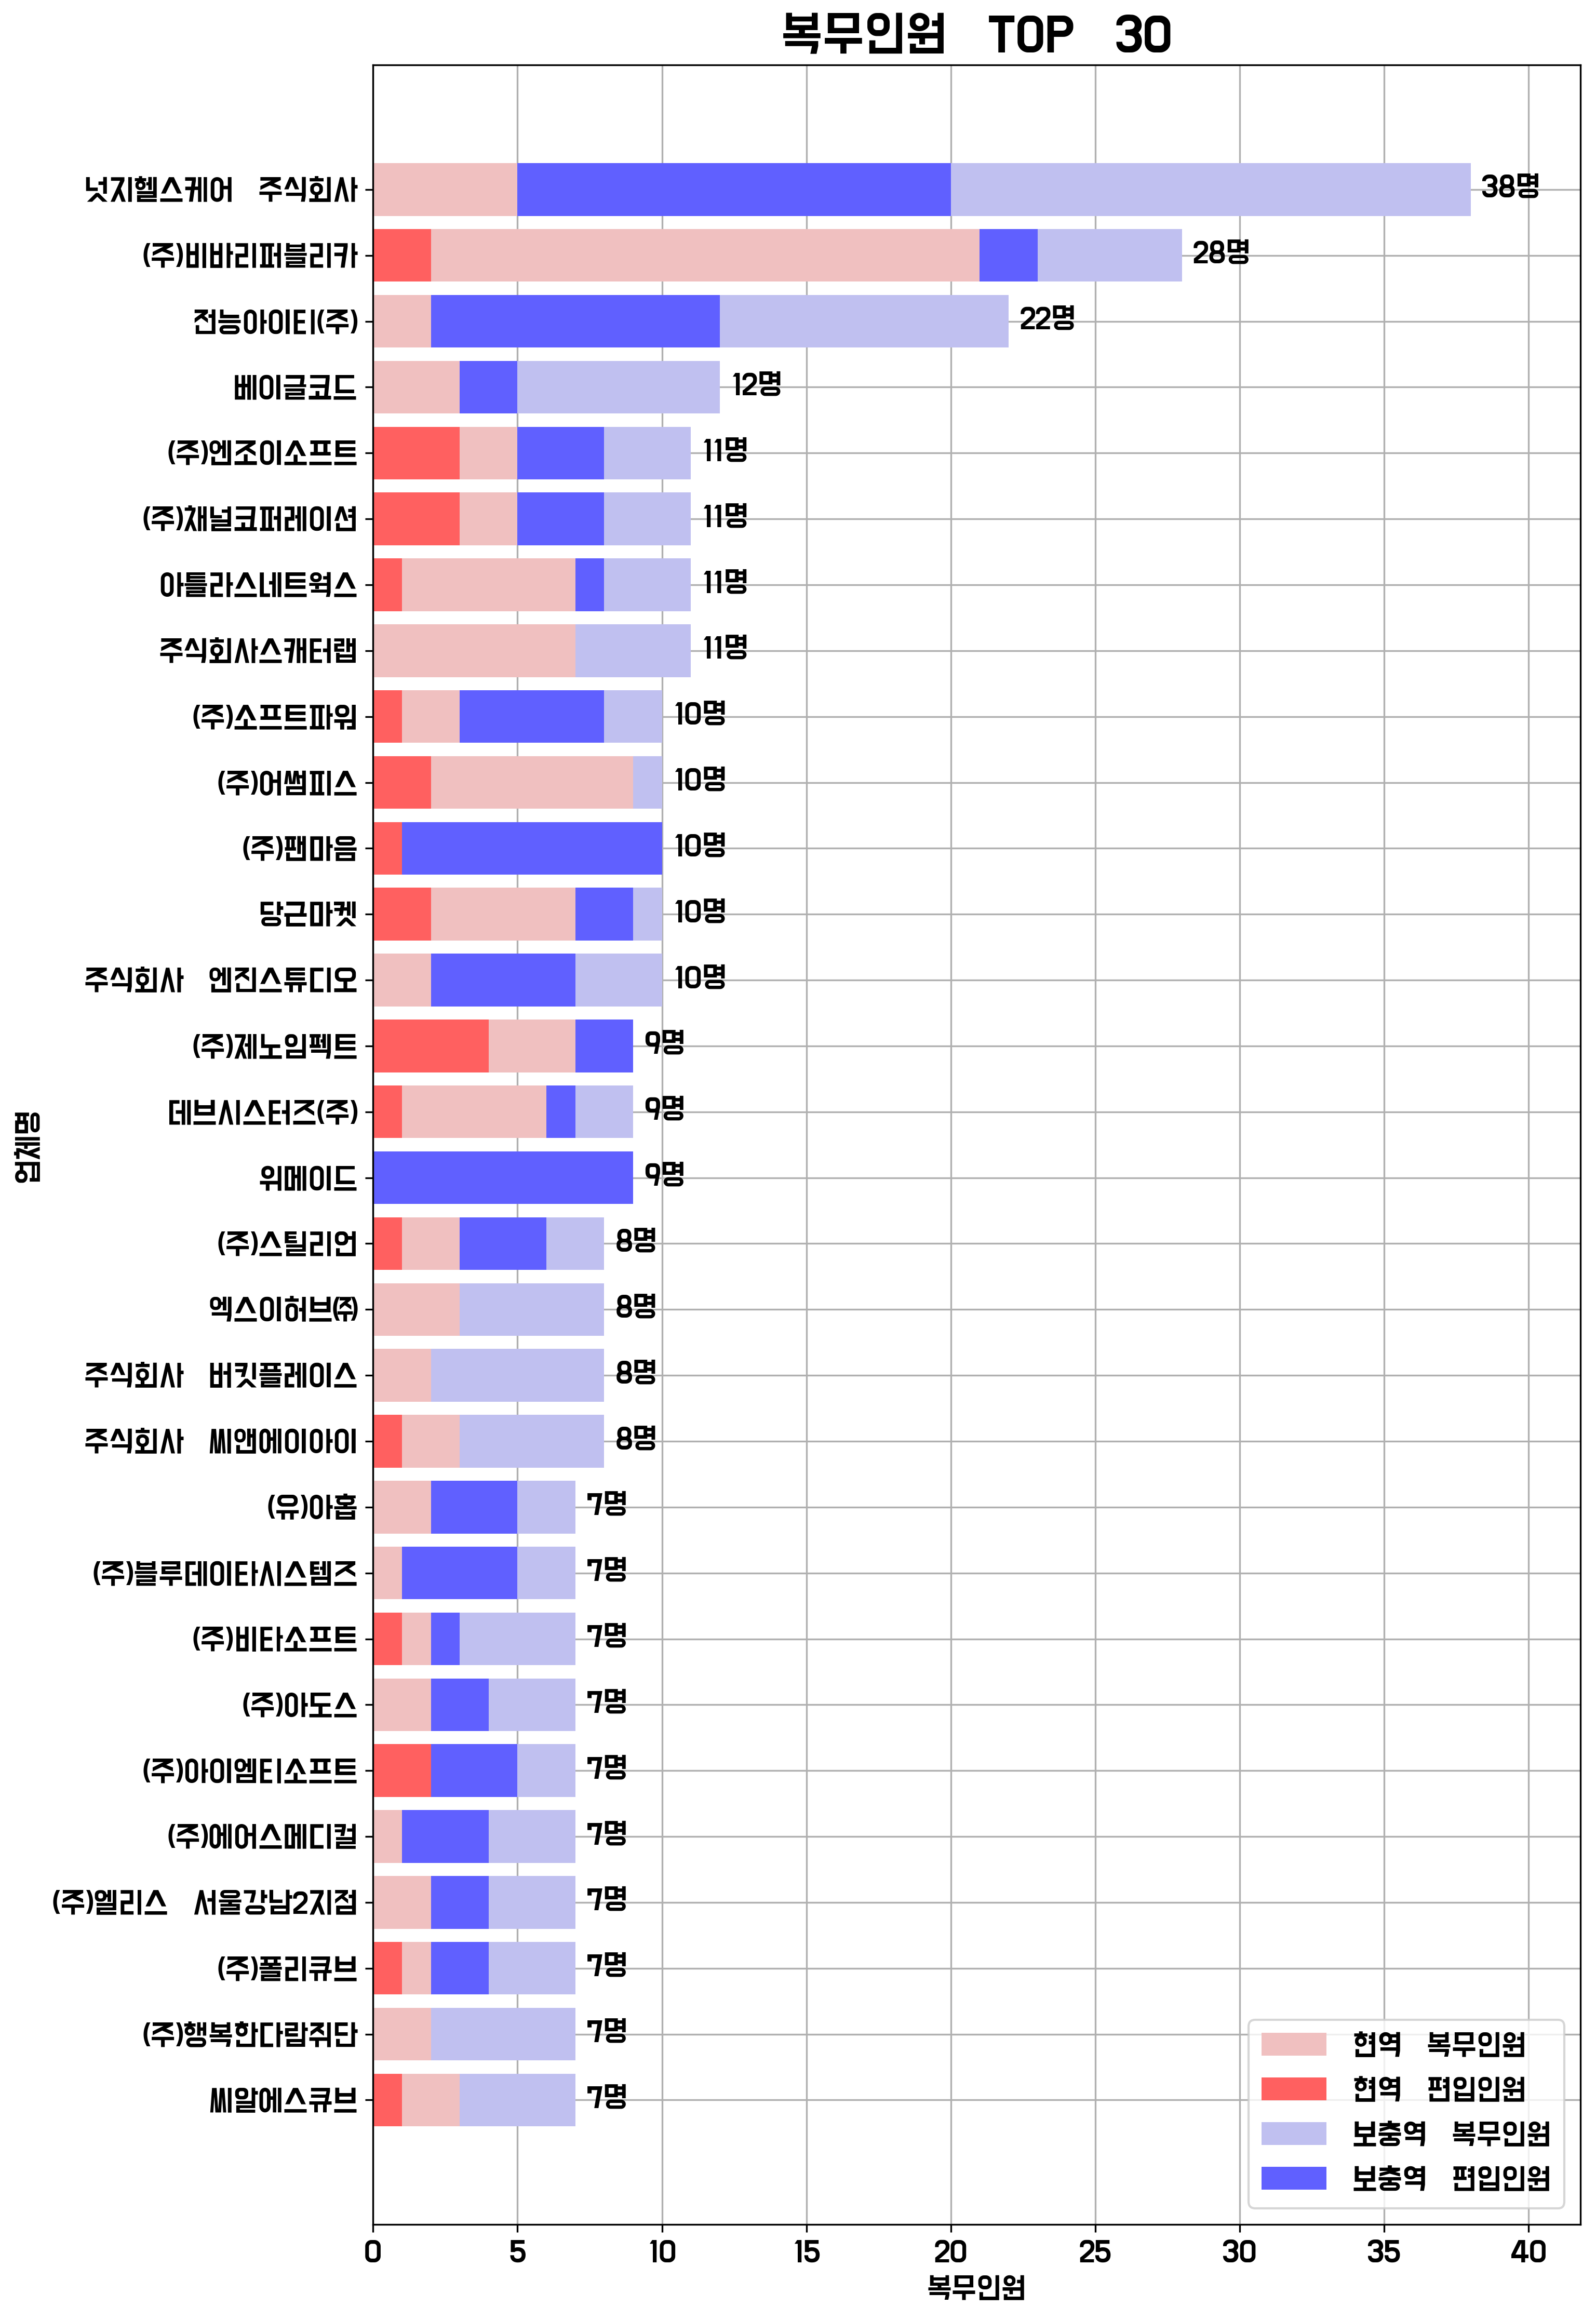 복무인원 TOP 30
넛지헬스케어 주식회사 38명
(주)비바리퍼블리카 28명
전능아이티(주) 22명
베이글코드 12명
(주)엔조이소프트 11명
(주)채널코퍼레이션 11명
아틀라스네트웍스 11명
주식회사스캐터랩 11명
(주)소프트파워 10명
(주)어썸피스 10명
(주)팬마음 10명
당근마켓 10명
주식회사 엔진스튜디오 10명
(주)제노임펙트 9명
데브시스터즈(주) 9명
위메이드 9명
(주)스틸리언 8명
엑스이허브㈜ 8명
주식회사 버킷플레이스 8명
주식회사 씨앤에이아이 8명
(유)아홉 7명
(주)블루데이타시스템즈 7명
(주)비타소프트 7명
(주)아도스 7명
(주)아이엠티소프트 7명
(주)에어스메디컬 7명
(주)엘리스 서울강남2지점 7명
(주)폴리큐브 7명
(주)행복한다람쥐단 7명
씨알에스큐브 7명
업체명
현역 복무인원
현역 편입인원
보충역 복무인원
보충역 편입인원
0 5 10 15 20 25 30 35 40
복무인원